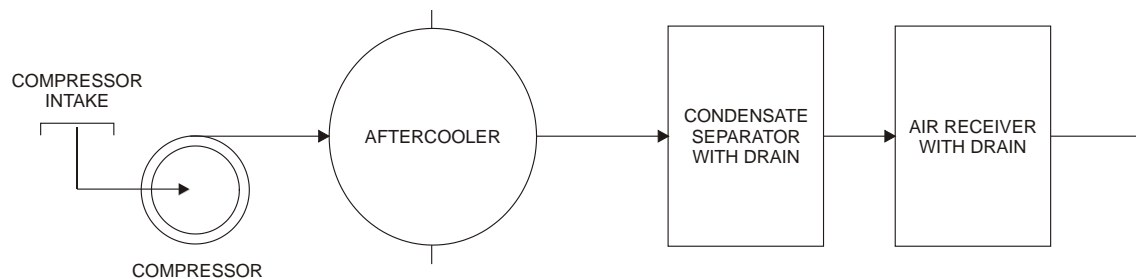 COMPRESSOR
INTAKE
COMPRESSOR
AFTERCOOLER
CONDENSATE
SEPARATOR
WITH DRAIN
AIR RECEIVER
WITH DRAIN